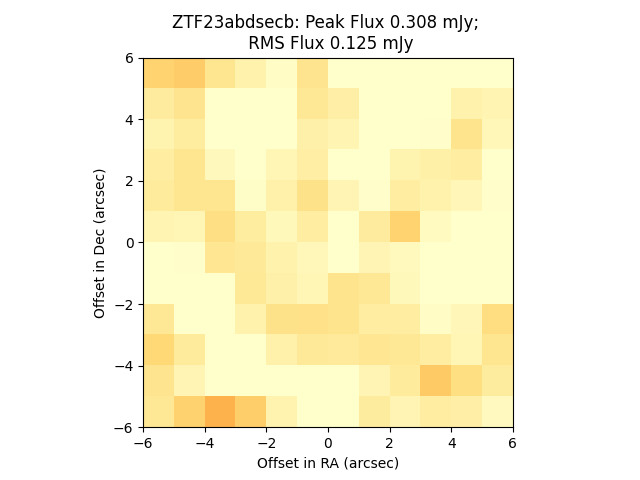 ZTF23abdsecb: Peak Flux 0.308 mJy;
RMS Flux 0.125 mJy
6
4
2
0
−2
−4
−6
Offset in Dec (arcsec)
−6 −4 −2 0 2 4 6
Offset in RA (arcsec)